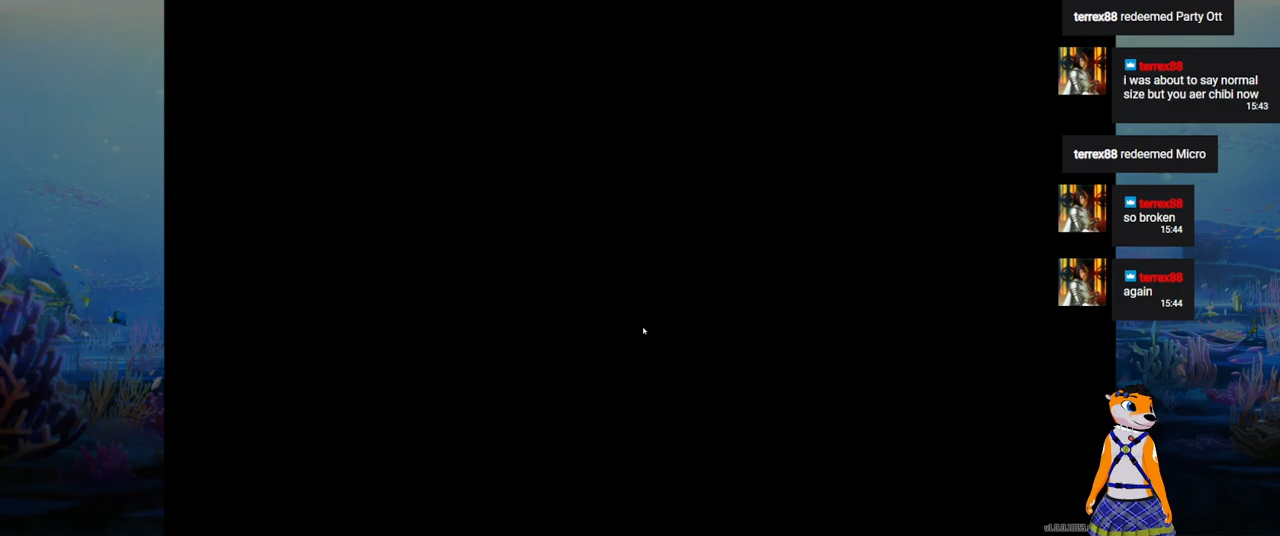 terrex88 redeemed Party Ott
terrex88
i was about to say normal
size but you aer chibi now
15:43
terrex88 redeemed Micro
terrex88
so broken
15:44
terrex88
again
15:44